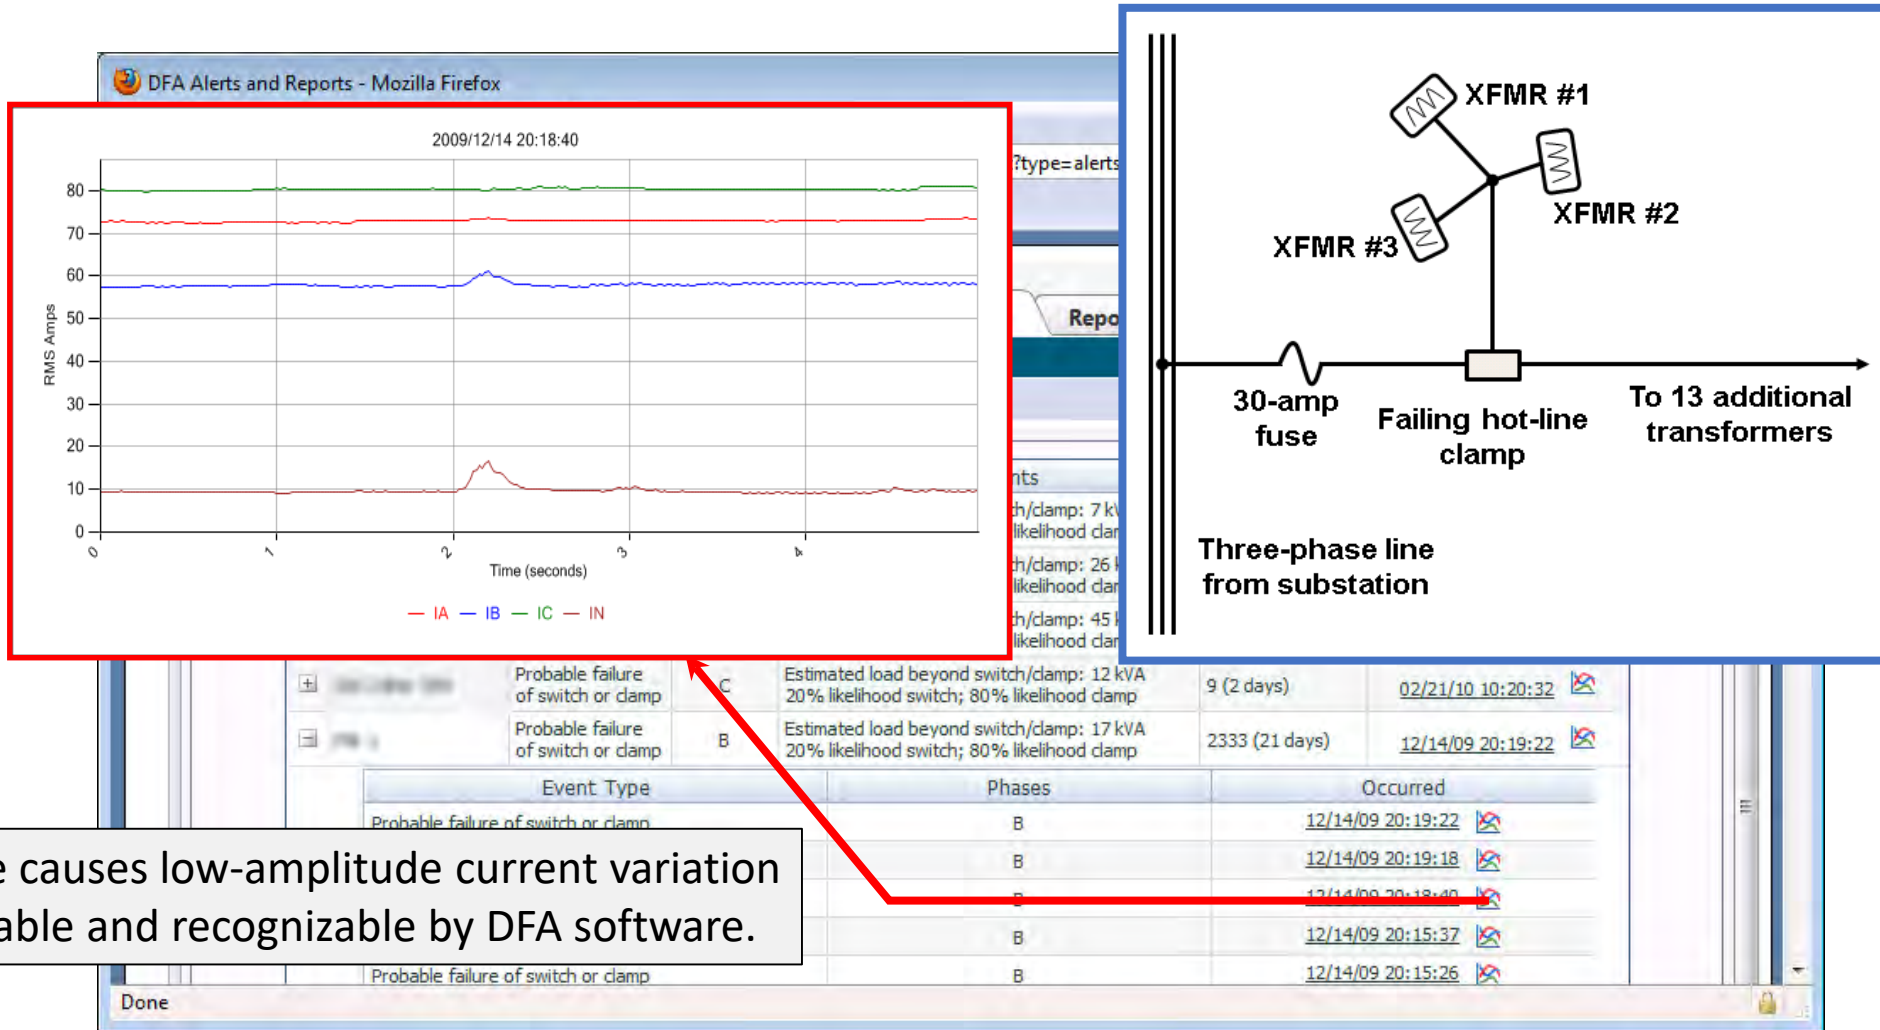 DFA Alerts and Reports - Mozilla Firefox
?type=alerts
Repo
2009/12/14 20:18:40
RMS Amps
80
70
60
50
40
30
20
10
0
0 1 2 3 4
Time (seconds)
IA IB IC IN
XFMR #1
XFMR #2
XFMR #3
30-amp
fuse
Failing hot-line
clamp
To 13 additional
transformers
Three-phase line
from substation
nts
ch/clamp: 7 kV
likelihood clar
ch/clamp: 26 k
likelihood clar
ch/clamp: 45 k
likelihood clar
Probable failure
of switch or clamp
C
Estimated load beyond switch/clamp: 12 kVA
20% likelihood switch; 80% likelihood clamp
9 (2 days)
02/21/10 10:20:32
Probable failure
of switch or clamp
B
Estimated load beyond switch/clamp: 17 kVA
20% likelihood switch; 80% likelihood clamp
2333 (21 days)
12/14/09 20:19:22
Event Type Phases Occurred
Probable failure of switch or clamp B 12/14/09 20:19:22
B 12/14/09 20:19:18
B 12/14/09 20:18:40
B 12/14/09 20:15:37
Probable failure of switch or clamp B 12/14/09 20:15:26
e causes low-amplitude current variation
able and recognizable by DFA software.
Done